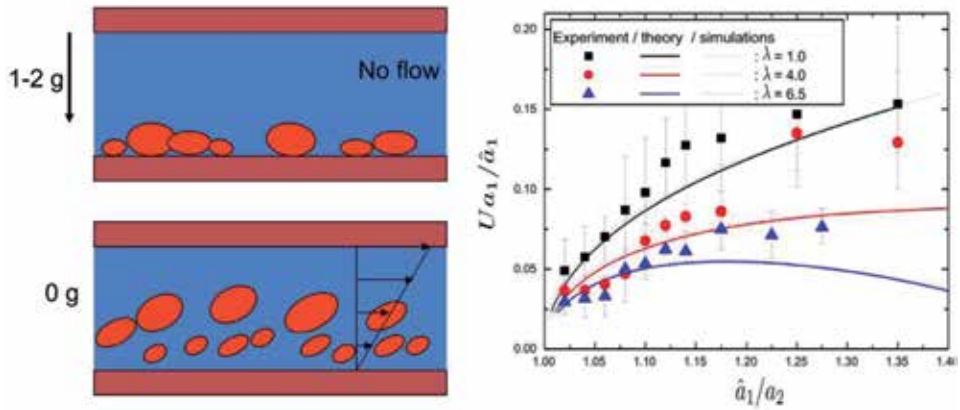 1-2 g
No flow
0 g
Experiment / theory / simulations
: λ = 1.0
: λ = 4.0
: λ = 6.5
U a₁/â₁
0.20
0.15
0.10
0.05
0.00
1.00 1.05 1.10 1.15 1.20 1.25 1.30 1.35
â₁/a₂